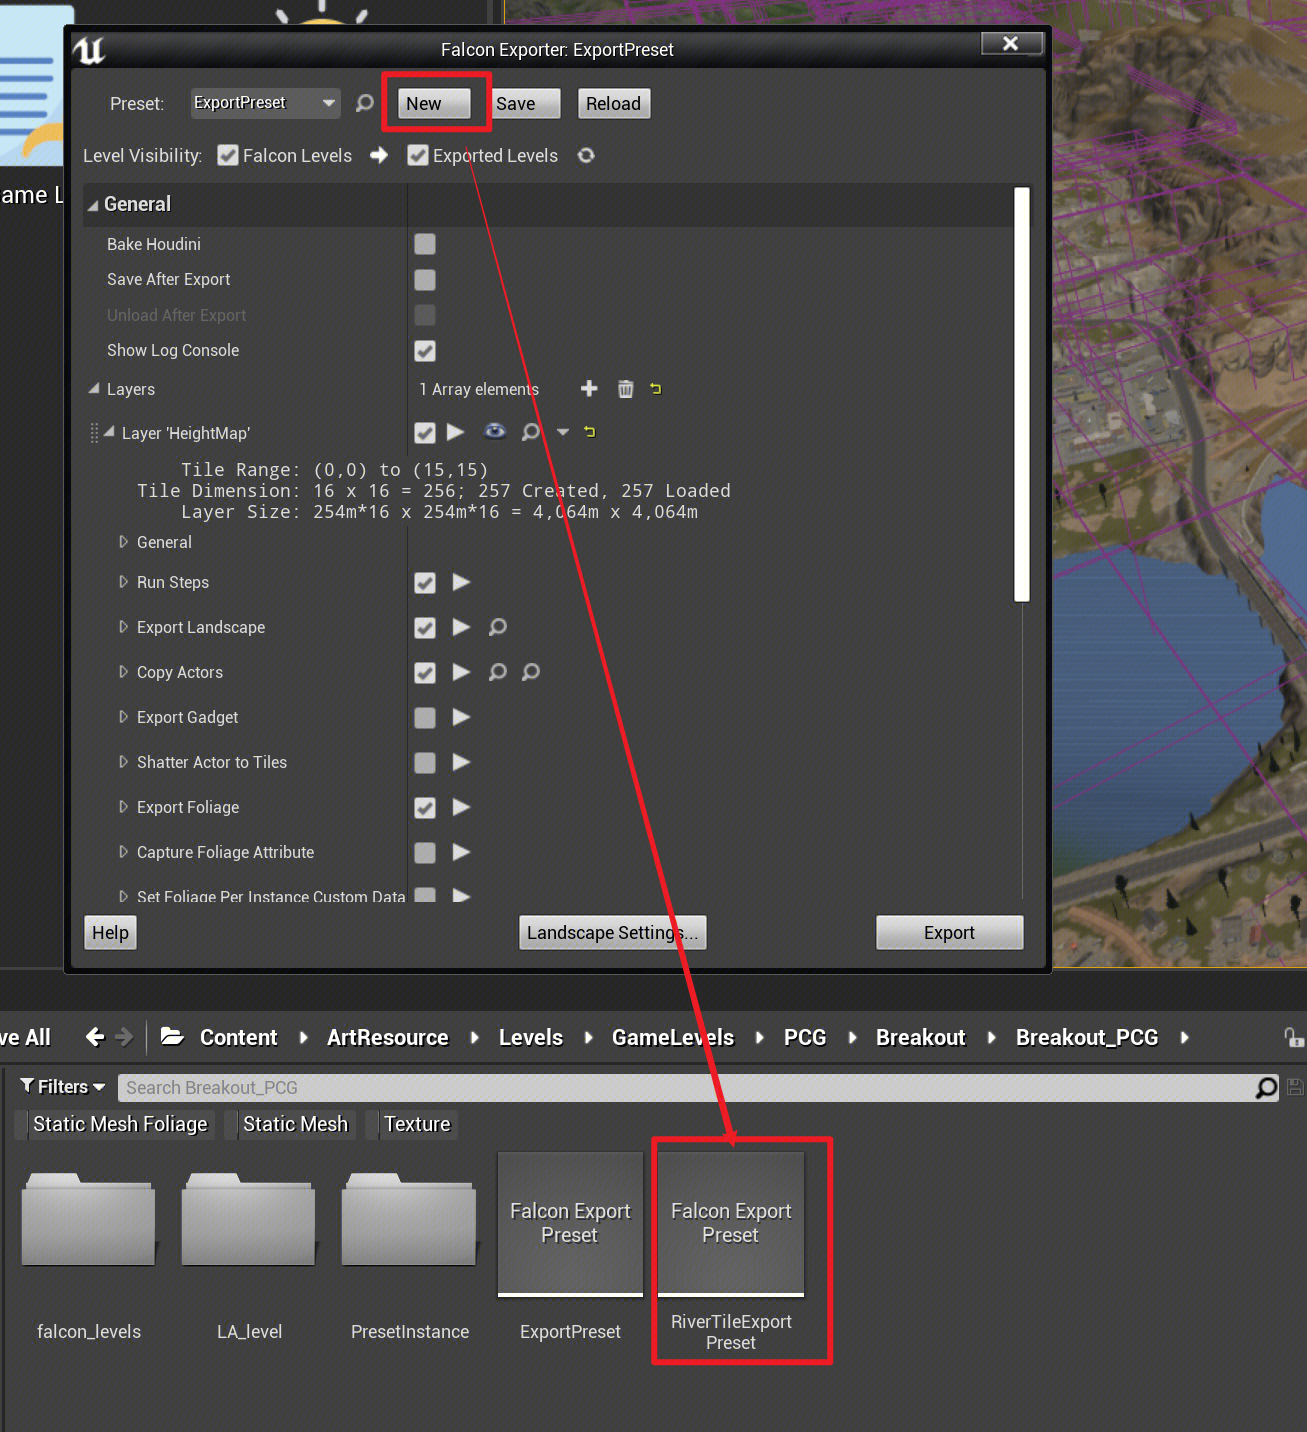 Falcon Exporter: ExportPreset
Preset: ExportPreset New Save Reload
Level Visibility: Falcon Levels Exported Levels
ame L
General
Bake Houdini
Save After Export
Unload After Export
Show Log Console
Layers 1 Array elements
Layer 'HeightMap'
Tile Range: (0,0) to (15,15)
Tile Dimension: 16 x 16 = 256; 257 Created, 257 Loaded
Layer Size: 254m*16 x 254m*16 = 4,064m x 4,064m
General
Run Steps
Export Landscape
Copy Actors
Export Gadget
Shatter Actor to Tiles
Export Foliage
Capture Foliage Attribute
Set Foliage Per Instance Custom Data
Help Landscape Settings... Export
ve All Content ArtResource Levels GameLevels PCG Breakout Breakout_PCG
Filters Search Breakout_PCG
Static Mesh Foliage Static Mesh Texture
Falcon Export
Preset
Falcon Export
Preset
falcon_levels LA_level PresetInstance ExportPreset
RiverTileExport
Preset